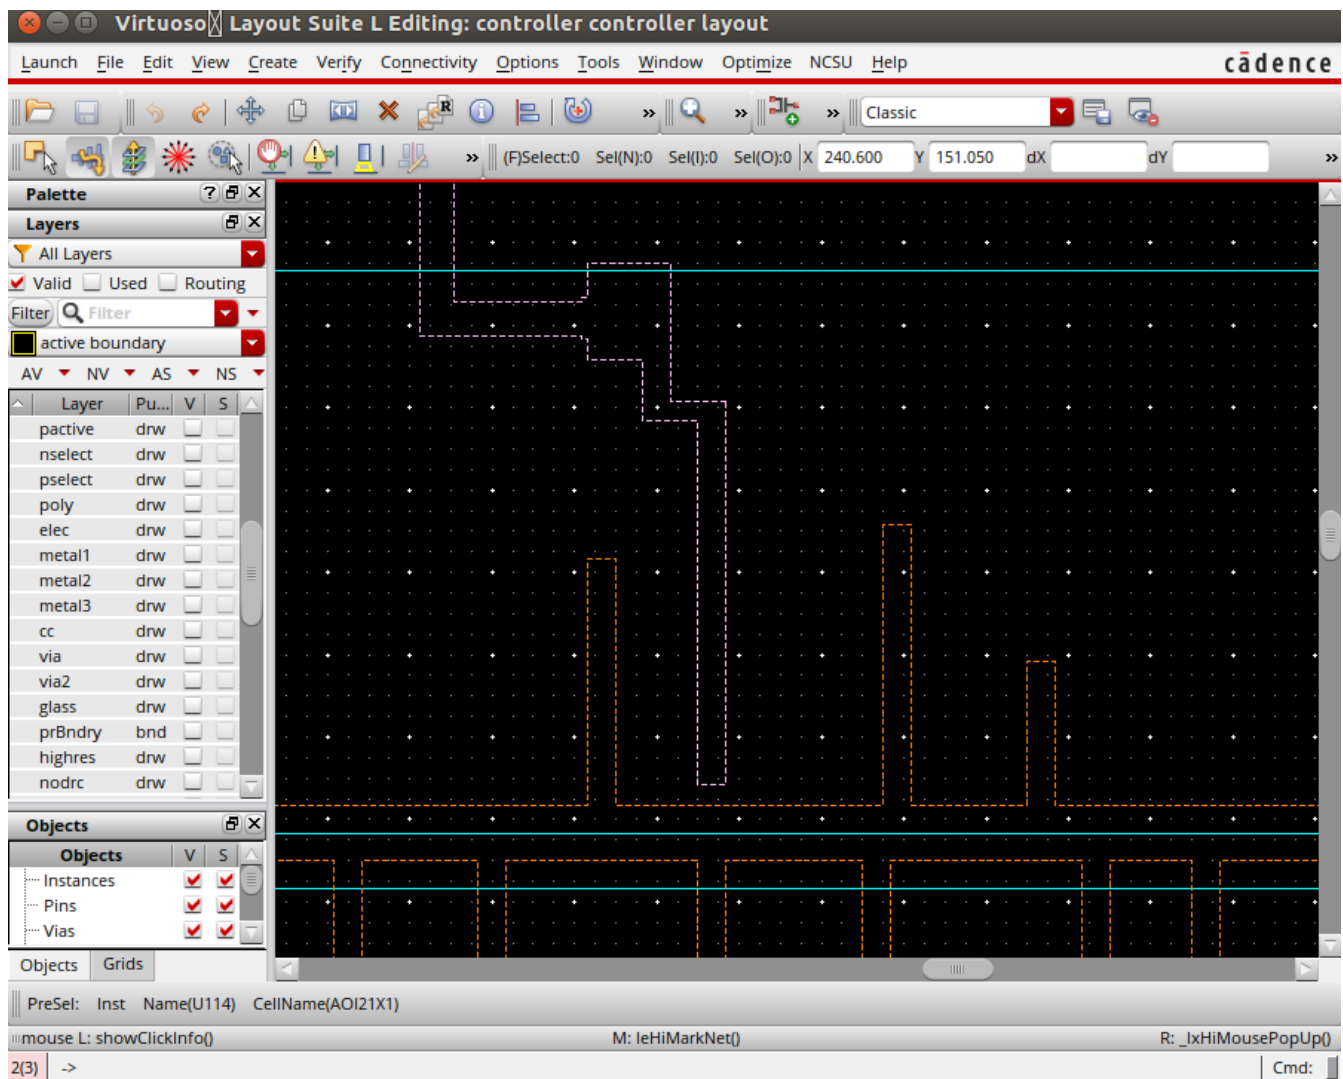 Virtuoso Layout Suite L Editing: controller controller layout
Launch File Edit View Create Verify Connectivity Options Tools Window Optimize NCSU Help cādence
R » » » Classic
» (F)Select:0 Sel(N):0 Sel(I):0 Sel(O):0 X 240.600 Y 151.050 dX dY »
Palette ?
Layers
All Layers
Valid Used Routing
Filter Filter
active boundary
AV NV AS NS
Layer Pu... V S
pactive drw
nselect drw
pselect drw
poly drw
elec drw
metal1 drw
metal2 drw
metal3 drw
cc drw
via drw
via2 drw
glass drw
prBndry bnd
highres drw
nodrc drw
Objects
Objects V S
Instances
Pins
Vias
Objects Grids
PreSel: Inst Name(U114) CellName(AOI21X1)
mouse L: showClickInfo() M: leHiMarkNet() R: _lxHiMousePopUp()
2(3) -> Cmd: